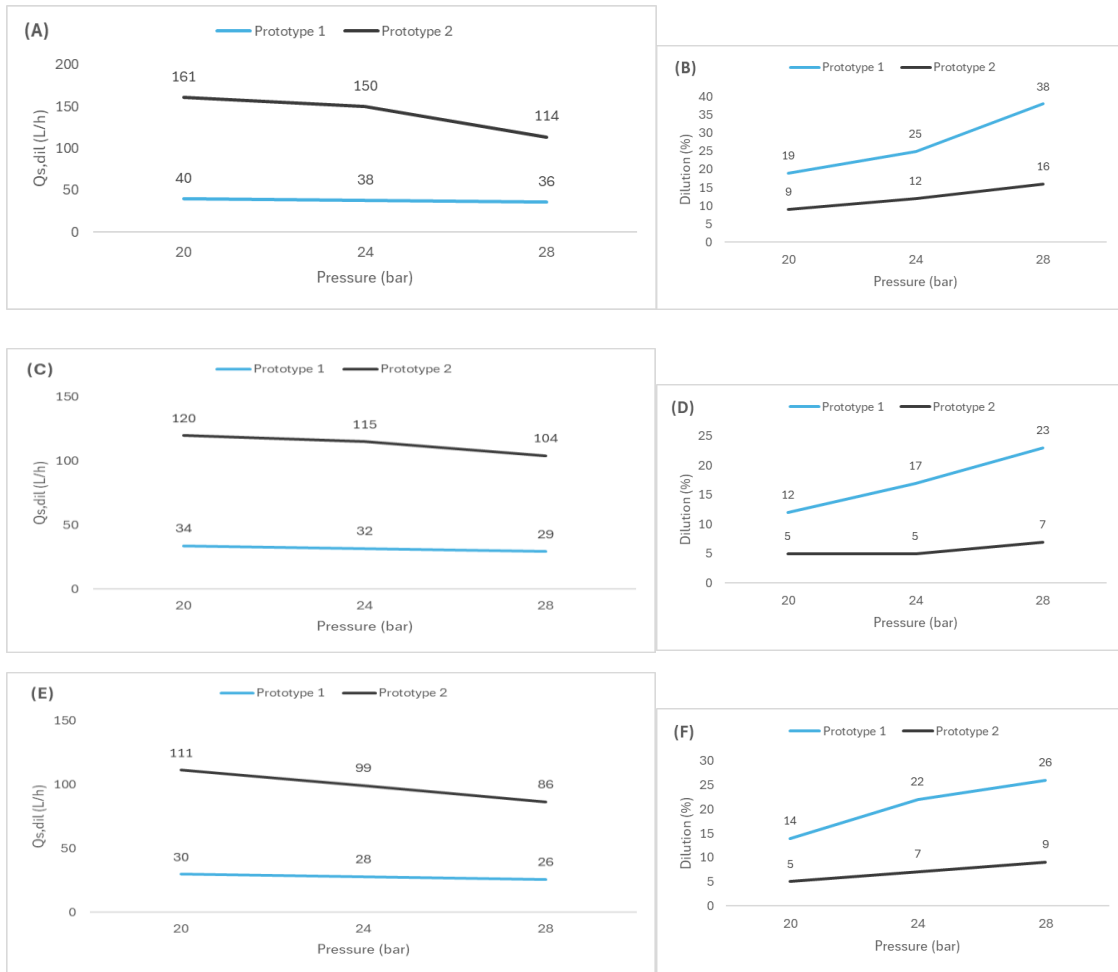 (A)
Prototype 1 Prototype 2
200
150
100
50
0
Qs,dil (L/h)
161 150 114
40 38 36
20 24 28
Pressure (bar)
(B)
Prototype 1 Prototype 2
40
35
30
25
20
15
10
5
0
Dilution (%)
19 25 38
9 12 16
20 24 28
Pressure (bar)
(C)
Prototype 1 Prototype 2
150
100
50
0
Qs,dil (L/h)
120 115 104
34 32 29
20 24 28
Pressure (bar)
(D)
Prototype 1 Prototype 2
25
20
15
10
5
0
Dilution (%)
12 17 23
5 5 7
20 24 28
Pressure (bar)
(E)
Prototype 1 Prototype 2
150
100
50
0
Qs,dil (L/h)
111 99 86
30 28 26
20 24 28
Pressure (bar)
(F)
Prototype 1 Prototype 2
30
25
20
15
10
5
0
Dilution (%)
14 22 26
5 7 9
20 24 28
Pressure (bar)